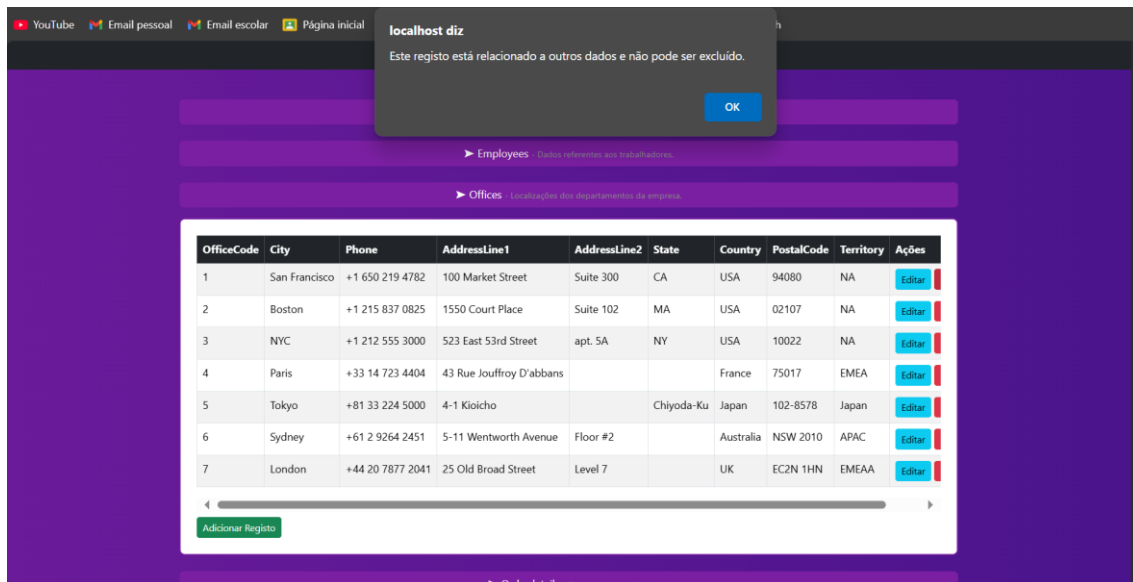 YouTube Email pessoal Email escolar Página inicial
localhost diz
Este registo está relacionado a outros dados e não pode ser excluído.
OK
➤ Employees - Dados referentes aos trabalhadores.
➤ Offices - Localizações dos departamentos da empresa.
OfficeCode City Phone AddressLine1 AddressLine2 State Country PostalCode Territory Ações
1 San Francisco +1 650 219 4782 100 Market Street Suite 300 CA USA 94080 NA Editar
2 Boston +1 215 837 0825 1550 Court Place Suite 102 MA USA 02107 NA Editar
3 NYC +1 212 555 3000 523 East 53rd Street apt. 5A NY USA 10022 NA Editar
4 Paris +33 14 723 4404 43 Rue Jouffroy D'abbans France 75017 EMEA Editar
5 Tokyo +81 33 224 5000 4-1 Kioicho Chiyoda-Ku Japan 102-8578 Japan Editar
6 Sydney +61 2 9264 2451 5-11 Wentworth Avenue Floor #2 Australia NSW 2010 APAC Editar
7 London +44 20 7877 2041 25 Old Broad Street Level 7 UK EC2N 1HN EMEAA Editar
Adicionar Registo